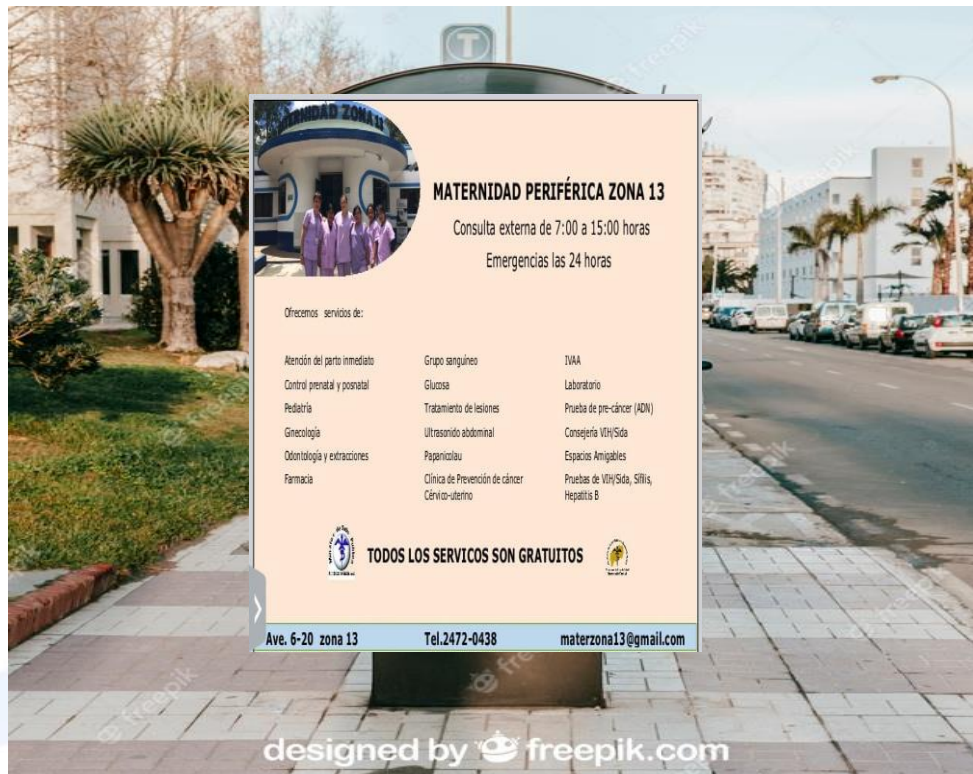 T
MATERNIDAD ZONA 13
MATERNIDAD PERIFÉRICA ZONA 13
Consulta externa de 7:00 a 15:00 horas
Emergencias las 24 horas
Ofrecemos servicios de:
Atención del parto inmediato
Control prenatal y posnatal
Pediatría
Ginecología
Odontología y extracciones
Farmacia
Grupo sanguíneo
Glucosa
Tratamiento de lesiones
Ultrasonido abdominal
Papanicolau
Clínica de Prevención de cáncer
Cérvico-uterino
IVAA
Laboratorio
Prueba de pre-cáncer (ADN)
Consejería VIH/Sida
Espacios Amigables
Pruebas de VIH/Sida, Sífilis,
Hepatitis B
TODOS LOS SERVICOS SON GRATUITOS
Ave. 6-20 zona 13
Tel.2472-0438
materzona13@gmail.com
designed by freepik.com